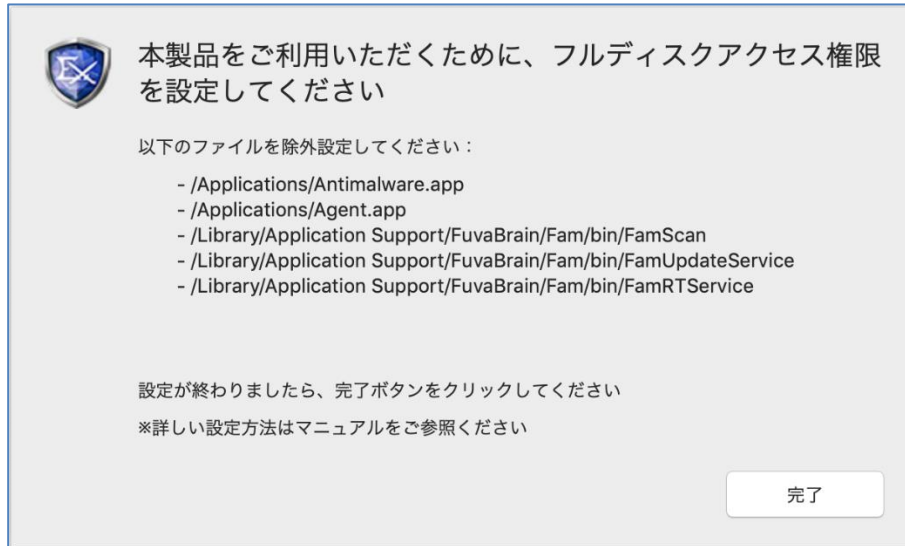 EX
本製品をご利用いただくために、フルディスクアクセス権限
を設定してください
以下のファイルを除外設定してください：
- /Applications/Antimalware.app
- /Applications/Agent.app
- /Library/Application Support/FuvaBrain/Fam/bin/FamScan
- /Library/Application Support/FuvaBrain/Fam/bin/FamUpdateService
- /Library/Application Support/FuvaBrain/Fam/bin/FamRTService
設定が終わりましたら、完了ボタンをクリックしてください
※詳しい設定方法はマニュアルをご参照ください
完了